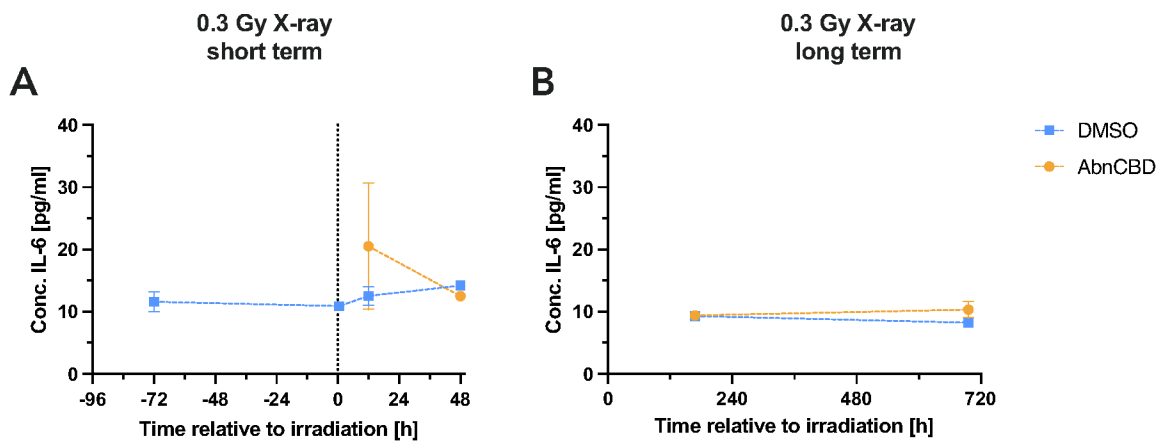 0.3 Gy X-ray
short term
0.3 Gy X-ray
long term
A
B
Conc. IL-6 [pg/ml]
40
30
20
10
0
-96 -72 -48 -24 0 24 48
Time relative to irradiation [h]
Conc. IL-6 [pg/ml]
40
30
20
10
0
0 240 480 720
Time relative to irradiation [h]
DMSO
AbnCBD